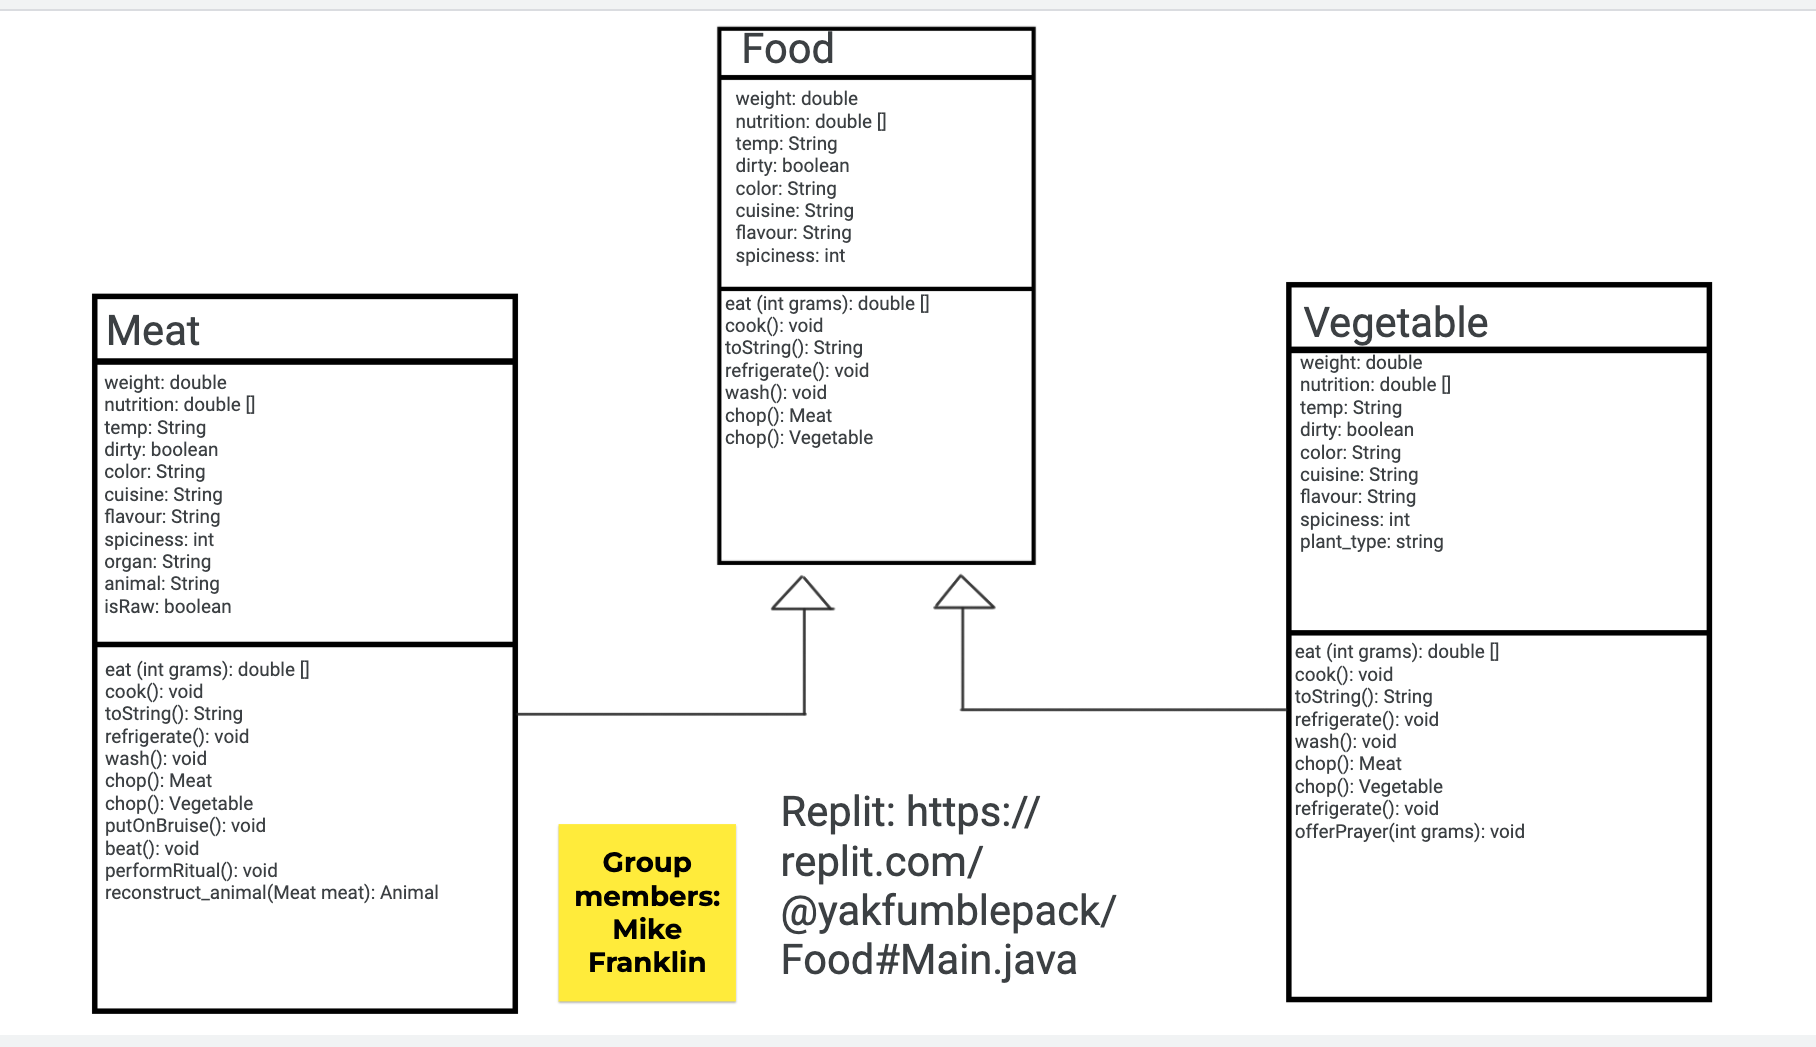 Food
weight: double
nutrition: double []
temp: String
dirty: boolean
color: String
cuisine: String
flavour: String
spiciness: int
eat (int grams): double []
cook(): void
toString(): String
refrigerate(): void
wash(): void
chop(): Meat
chop(): Vegetable
Meat
weight: double
nutrition: double []
temp: String
dirty: boolean
color: String
cuisine: String
flavour: String
spiciness: int
organ: String
animal: String
isRaw: boolean
eat (int grams): double []
cook(): void
toString(): String
refrigerate(): void
wash(): void
chop(): Meat
chop(): Vegetable
putOnBruise(): void
beat(): void
performRitual(): void
reconstruct_animal(Meat meat): Animal
Vegetable
weight: double
nutrition: double []
temp: String
dirty: boolean
color: String
cuisine: String
flavour: String
spiciness: int
plant_type: string
eat (int grams): double []
cook(): void
toString(): String
refrigerate(): void
wash(): void
chop(): Meat
chop(): Vegetable
refrigerate(): void
offerPrayer(int grams): void
Group
members:
Mike
Franklin
Replit: https://
replit.com/
@yakfumblepack/
Food#Main.java